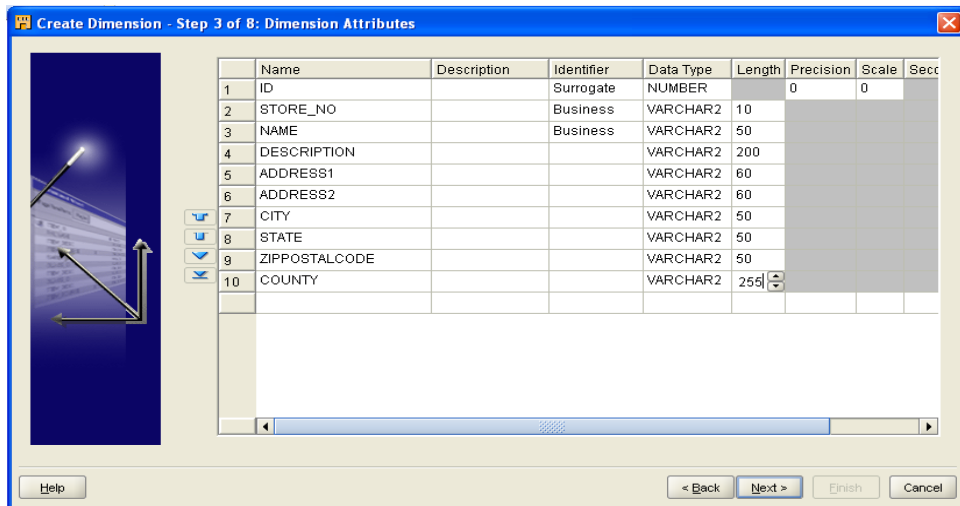 Create Dimension - Step 3 of 8: Dimension Attributes
Name Description Identifier Data Type Length Precision Scale Secc
1 ID Surrogate NUMBER 0 0
2 STORE_NO Business VARCHAR2 10
3 NAME Business VARCHAR2 50
4 DESCRIPTION VARCHAR2 200
5 ADDRESS1 VARCHAR2 60
6 ADDRESS2 VARCHAR2 60
7 CITY VARCHAR2 50
8 STATE VARCHAR2 50
9 ZIPPOSTALCODE VARCHAR2 50
10 COUNTY VARCHAR2 255
Help < Back Next > Finish Cancel